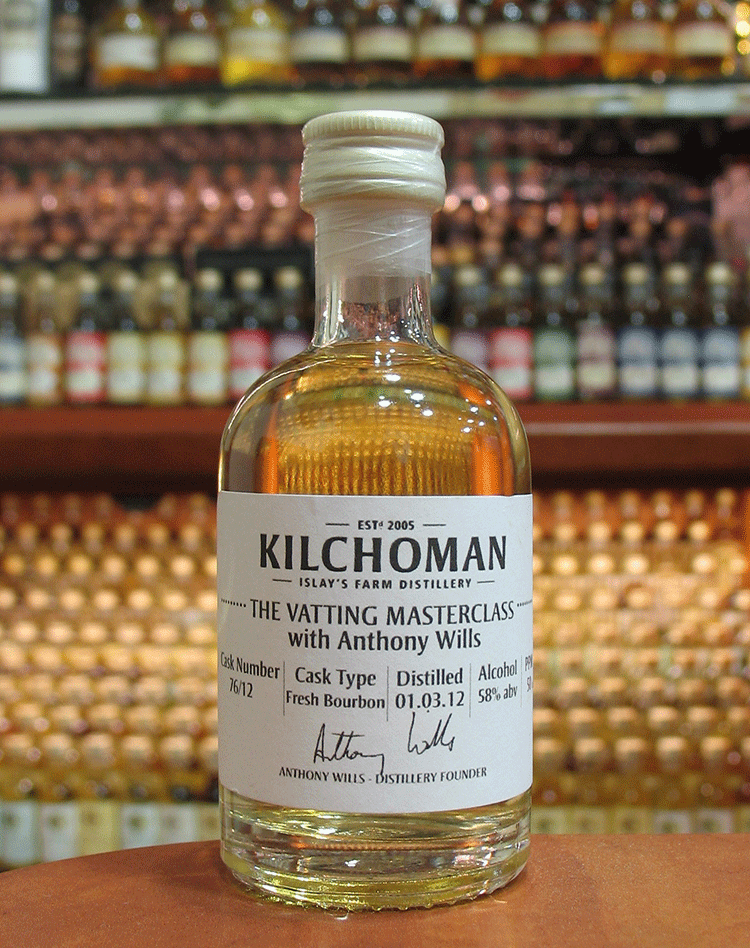 ESTᵈ 2005
KILCHOMAN
ISLAY'S FARM DISTILLERY
THE VATTING MASTERCLASS
with Anthony Wills
Cask Number
76/12
Cask Type
Fresh Bourbon
Distilled
01.03.12
Alcohol
58% abv
Anthony Wills
ANTHONY WILLS - DISTILLERY FOUNDER